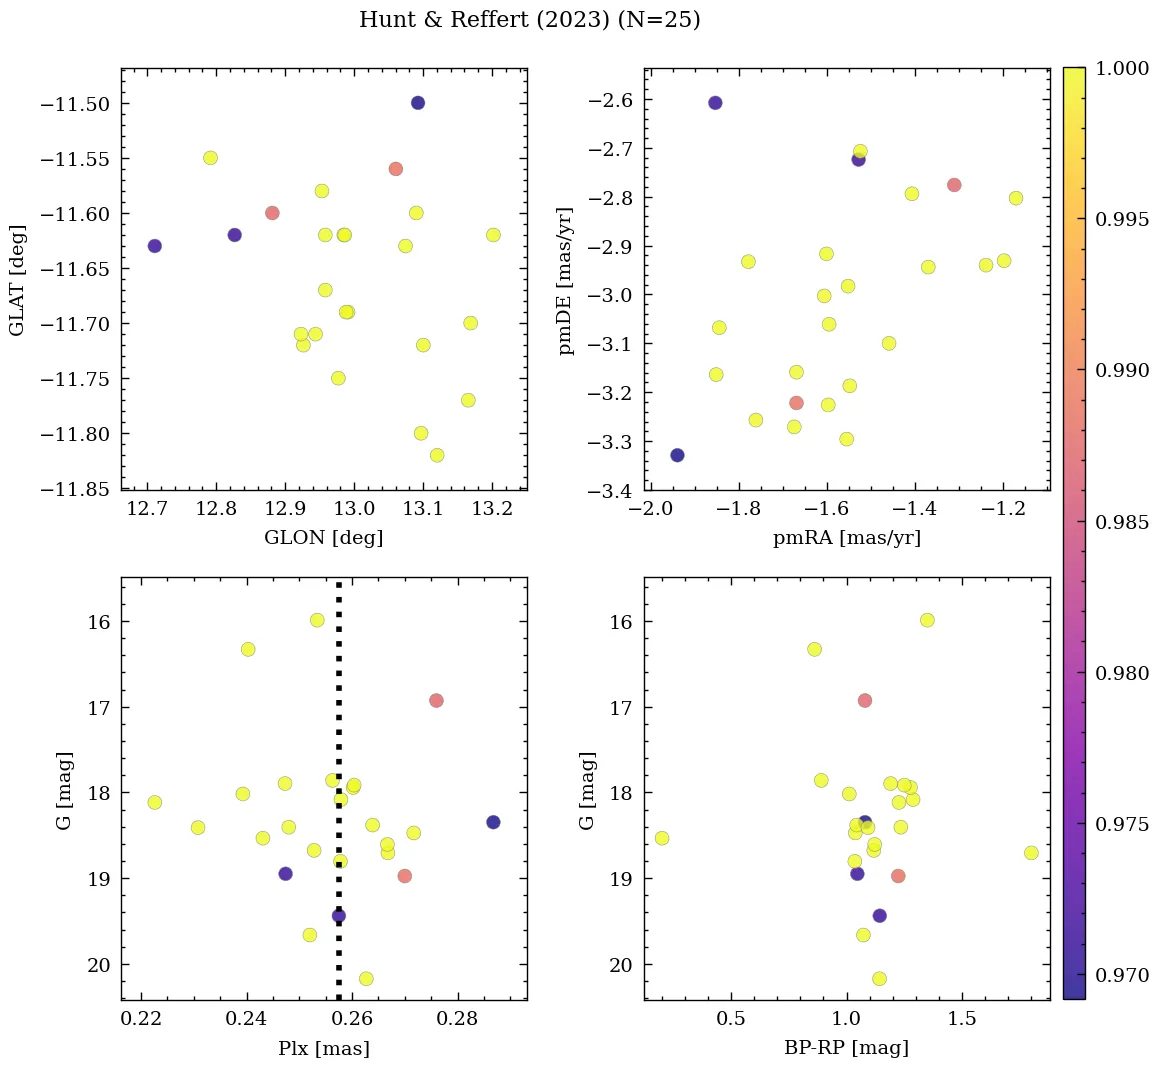 Hunt & Reffert (2023) (N=25)
−11.50
−11.55
−11.60
−11.65
−11.70
−11.75
−11.80
−11.85
GLAT [deg]
12.7 12.8 12.9 13.0 13.1 13.2
GLON [deg]
−2.6
−2.7
−2.8
−2.9
−3.0
−3.1
−3.2
−3.3
−3.4
pmDE [mas/yr]
−2.0 −1.8 −1.6 −1.4 −1.2
pmRA [mas/yr]
16
17
18
19
20
G [mag]
0.22 0.24 0.26 0.28
Plx [mas]
16
17
18
19
20
G [mag]
0.5 1.0 1.5
BP-RP [mag]
1.000
0.995
0.990
0.985
0.980
0.975
0.970